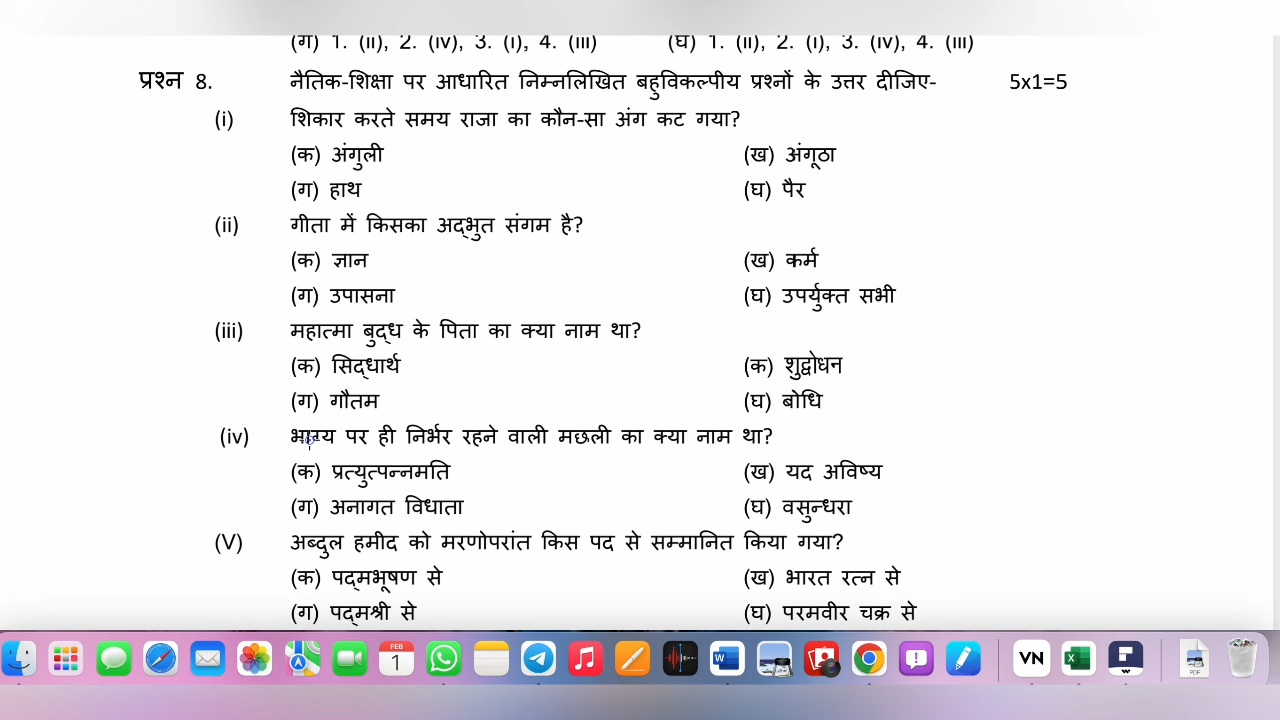 (ग) 1. (ii), 2. (iv), 3. (i), 4. (iii) (घ) 1. (ii), 2. (i), 3. (iv), 4. (iii)
प्रश्न 8. नैतिक-शिक्षा पर आधारित निम्नलिखित बहुविकल्पीय प्रश्नों के उत्तर दीजिए- 5x1=5
(i) शिकार करते समय राजा का कौन-सा अंग कट गया?
(क) अंगुली (ख) अंगूठा
(ग) हाथ (घ) पैर
(ii) गीता में किसका अद्भुत संगम है?
(क) ज्ञान (ख) कर्म
(ग) उपासना (घ) उपर्युक्त सभी
(iii) महात्मा बुद्ध के पिता का क्या नाम था?
(क) सिद्धार्थ (क) शुद्वोधन
(ग) गौतम (घ) बोधि
(iv) भाग्य पर ही निर्भर रहने वाली मछली का क्या नाम था?
(क) प्रत्युत्पन्नमति (ख) यद अविष्य
(ग) अनागत विधाता (घ) वसुन्धरा
(V) अब्दुल हमीद को मरणोपरांत किस पद से सम्मानित किया गया?
(क) पद्मभूषण से (ख) भारत रत्न से
(ग) पद्मश्री से (घ) परमवीर चक्र से
FEB
1
W
VN
X
PDF